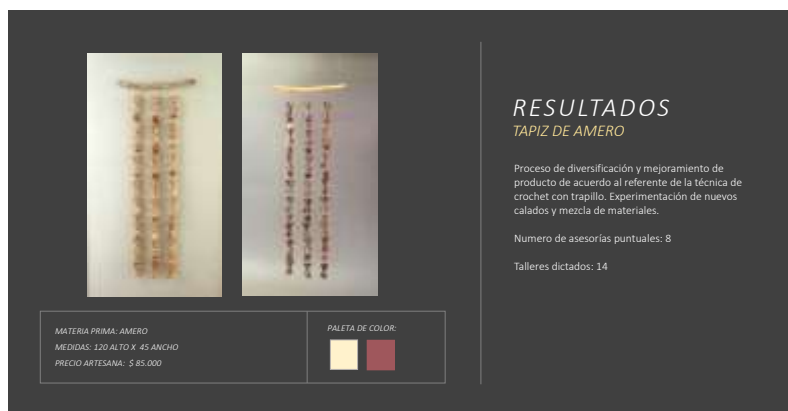 RESULTADOS
TAPIZ DE AMERO
Proceso de diversificación y mejoramiento de
producto de acuerdo al referente de la técnica de
crochet con trapillo. Experimentación de nuevos
calados y mezcla de materiales.
Numero de asesorías puntuales: 8
Talleres dictados: 14
MATERIA PRIMA: AMERO
MEDIDAS: 120 ALTO X  45 ANCHO
PRECIO ARTESANA:  $ 85.000
PALETA DE COLOR: